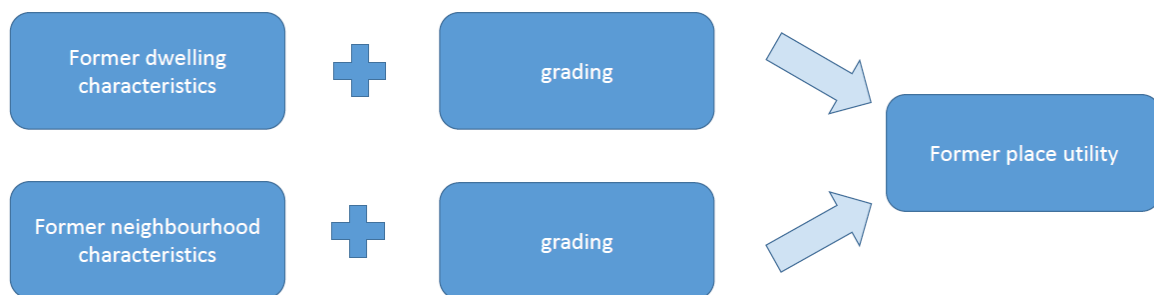 Former dwelling
characteristics
grading
Former place utility
Former neighbourhood
characteristics
grading